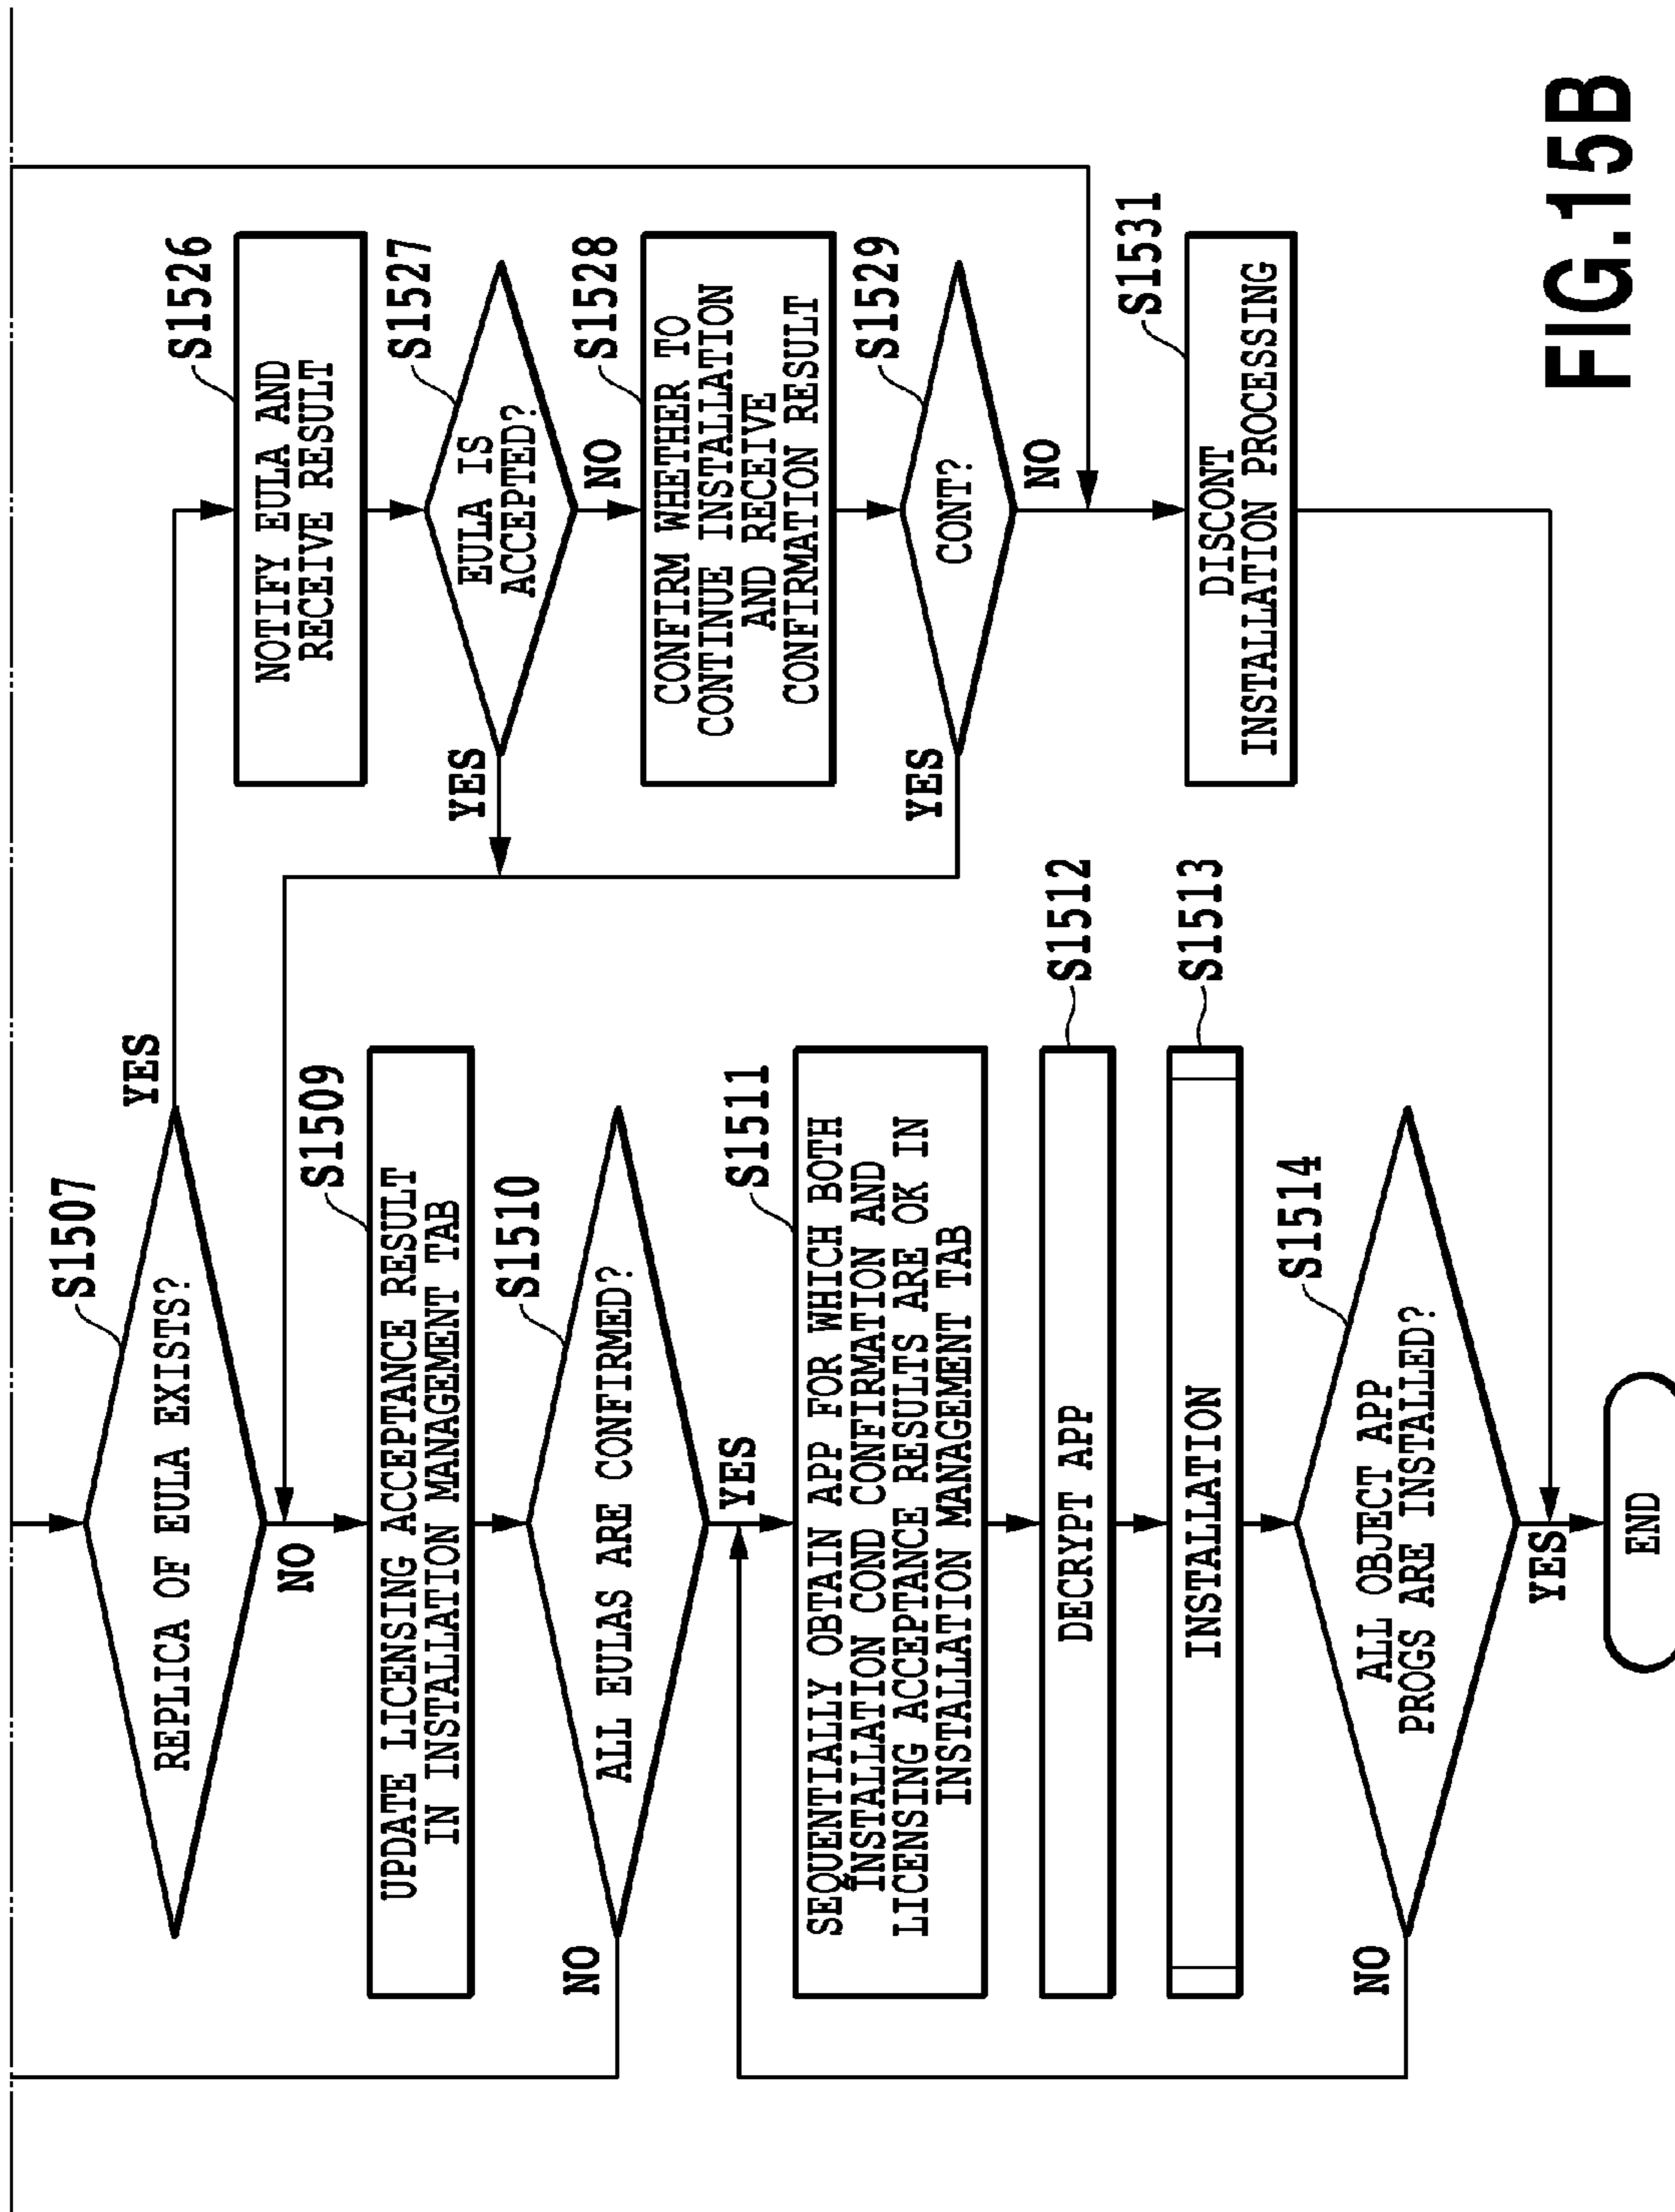 S1507
REPLICA OF EULA EXISTS?
YES
NO
S1509
UPDATE LICENSING ACCEPTANCE RESULT
IN INSTALLATION MANAGEMENT TAB
S1510
ALL EULAS ARE CONFIRMED?
NO
YES
S1511
SEQUENTIALLY OBTAIN APP FOR WHICH BOTH
INSTALLATION COND CONFIRMATION AND
LICENSING ACCEPTANCE RESULTS ARE OK IN
INSTALLATION MANAGEMENT TAB
S1512
DECRYPT APP
S1513
INSTALLATION
S1514
ALL OBJECT APP
PROGS ARE INSTALLED?
NO
YES
END
S1526
NOTIFY EULA AND
RECEIVE RESULT
S1527
EULA IS
ACCEPTED?
YES
NO
S1528
CONFIRM WHETHER TO
CONTINUE INSTALLATION
AND RECEIVE
CONFIRMATION RESULT
S1529
CONT?
YES
NO
S1531
DISCONT
INSTALLATION PROCESSING
FIG.15B